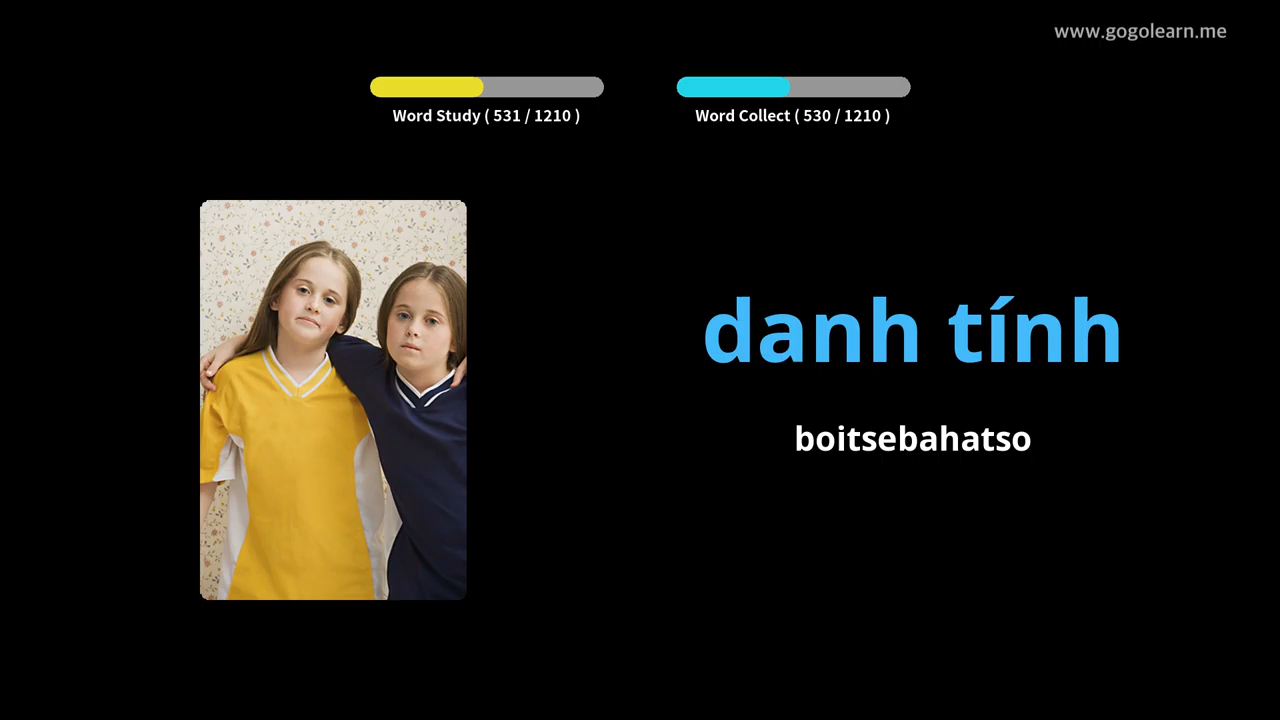 www.gogolearn.me
Word Study ( 531 / 1210 )
Word Collect ( 530 / 1210 )
danh tính
boitsebahatso